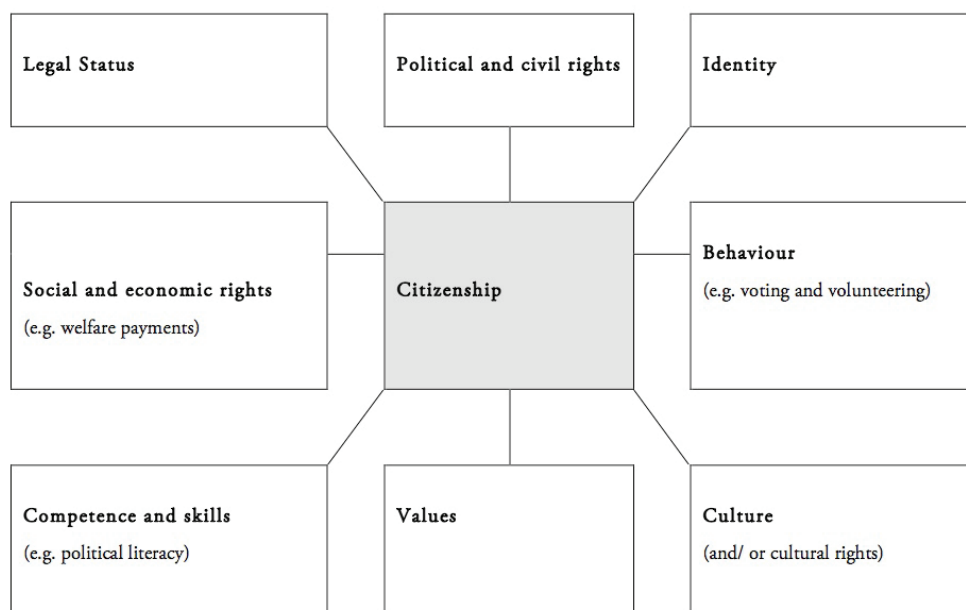 Legal Status
Political and civil rights
Identity
Social and economic rights
(e.g. welfare payments)
Citizenship
Behaviour
(e.g. voting and volunteering)
Competence and skills
(e.g. political literacy)
Values
Culture
(and/ or cultural rights)